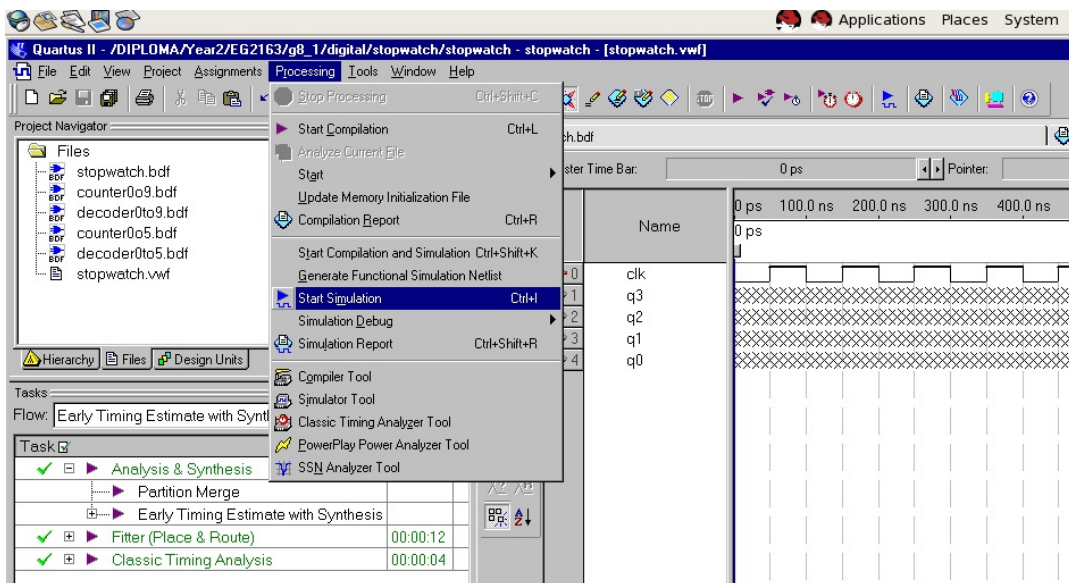 Applications Places System
Quartus II - /DIPLOMA/Year2/EG2163/g8_1/digital/stopwatch/stopwatch - stopwatch - [stopwatch.vwf]
File Edit View Project Assignments Processing Tools Window Help
Stop Processing Ctrl+Shift+C
STOP
Project Navigator
Files
stopwatch.bdf
counter0o9.bdf
decoder0to9.bdf
counter0o5.bdf
decoder0to5.bdf
stopwatch.vwf
Hierarchy Files Design Units
Start Compilation Ctrl+L
Analyze Current File
Start
Update Memory Initialization File
Compilation Report Ctrl+R
Start Compilation and Simulation Ctrl+Shift+K
Generate Functional Simulation Netlist
Start Simulation Ctrl+I
Simulation Debug
Simulation Report Ctrl+Shift+R
Compiler Tool
Simulator Tool
Classic Timing Analyzer Tool
PowerPlay Power Analyzer Tool
SSN Analyzer Tool
ch.bdf
ster Time Bar: 0 ps Pointer:
Name
0 ps 100.0 ns 200.0 ns 300.0 ns 400.0 ns
0 ps
0 clk
1 q3
2 q2
3 q1
4 q0
Tasks
Flow: Early Timing Estimate with Synt
Task
Analysis & Synthesis
Partition Merge
Early Timing Estimate with Synthesis
Fitter (Place & Route) 00:00:12
Classic Timing Analysis 00:00:04